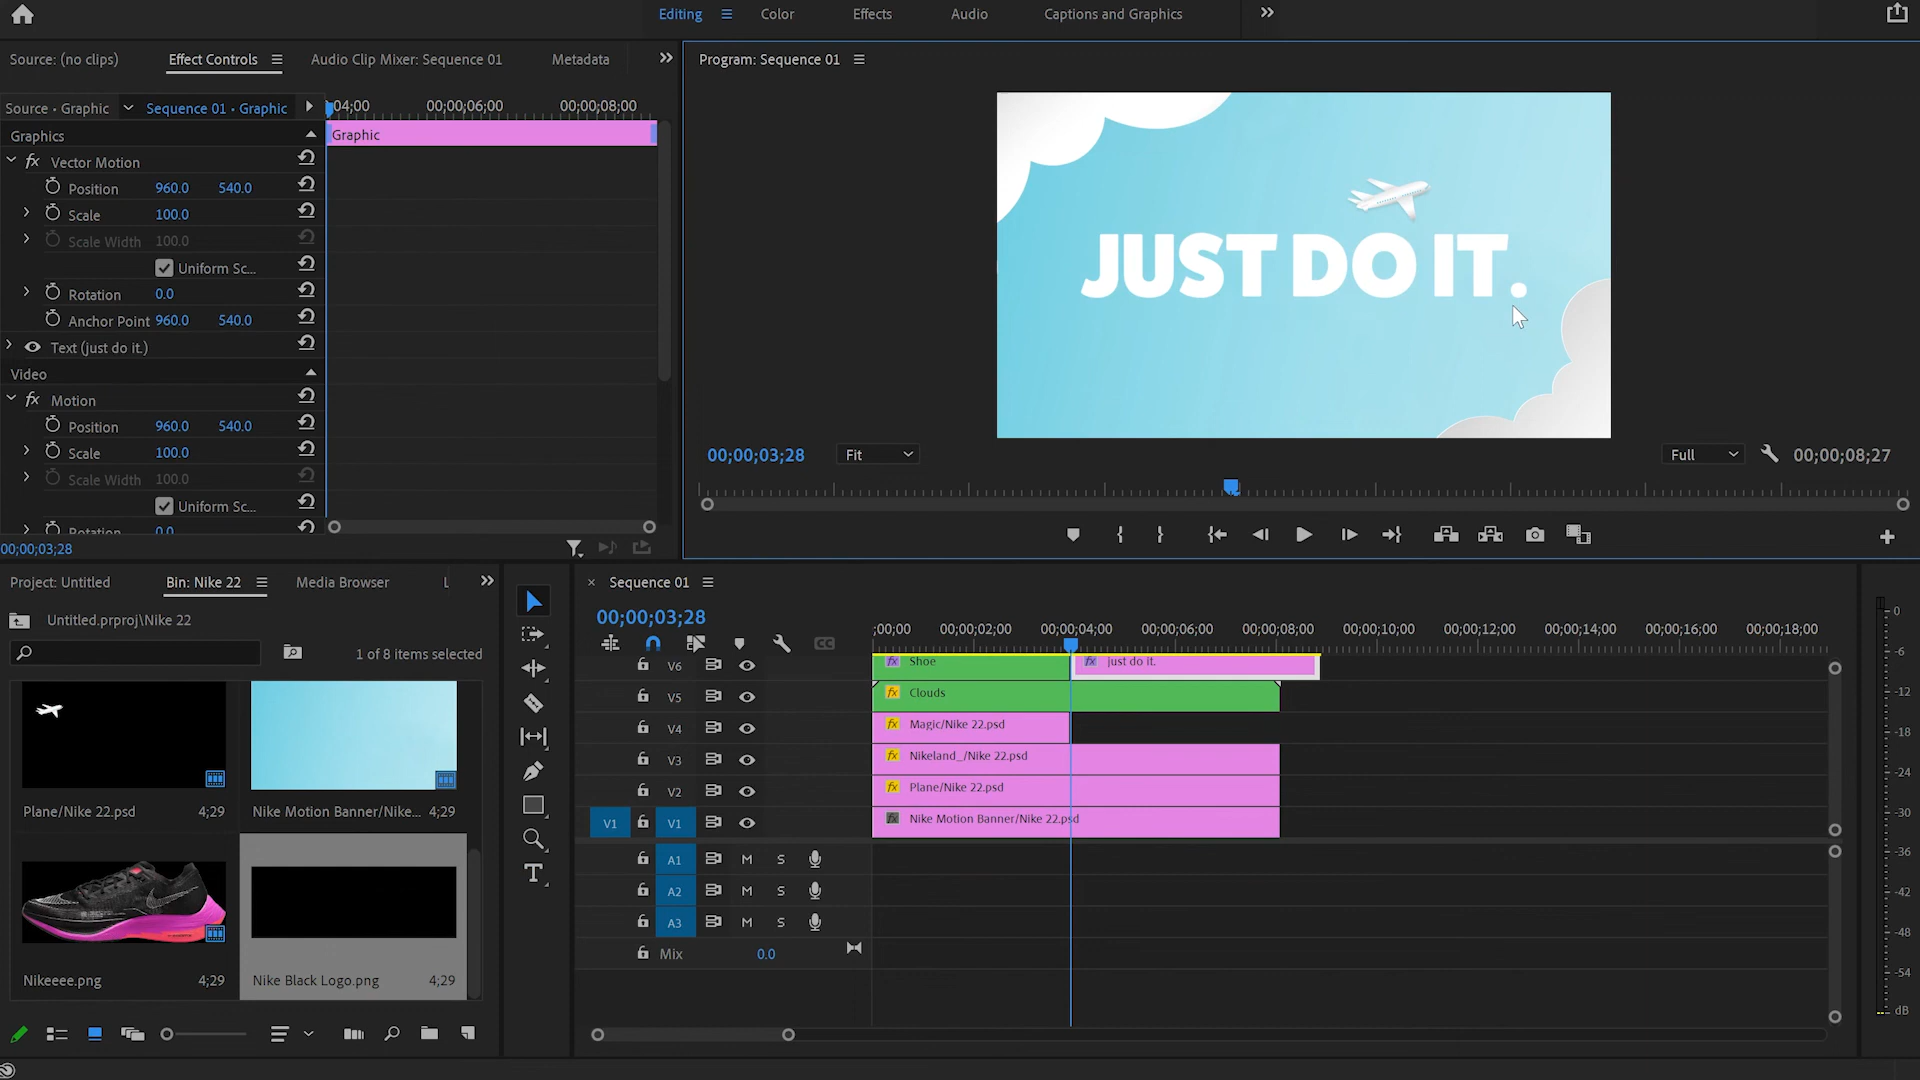 Editing
Color
Effects
Audio
Captions and Graphics
Source: (no clips)
Effect Controls
Audio Clip Mixer: Sequence 01
Metadata
Program: Sequence 01
Source • Graphic
Sequence 01 • Graphic
04;00
00;00;06;00
00;00;08;00
Graphics
Graphic
fx Vector Motion
Position 960.0 540.0
Scale 100.0
Scale Width 100.0
Uniform Sc...
Rotation 0.0
Anchor Point 960.0 540.0
Text (just do it.)
Video
fx Motion
Position 960.0 540.0
Scale 100.0
Scale Width 100.0
Uniform Sc...
Rotation 0.0
00;00;03;28
JUST DO IT.
00;00;03;28
Fit
Full
00;00;08;27
Project: Untitled
Bin: Nike 22
Media Browser
L
Untitled.prproj\Nike 22
1 of 8 items selected
Plane/Nike 22.psd 4;29
Nike Motion Banner/Nike... 4;29
Nikeeee.png 4;29
Nike Black Logo.png 4;29
Sequence 01
00;00;03;28
;00;00
00;00;02;00
00;00;04;00
00;00;06;00
00;00;08;00
00;00;10;00
00;00;12;00
00;00;14;00
00;00;16;00
00;00;18;00
V6
fx Shoe
fx just do it.
V5
fx Clouds
V4
fx Magic/Nike 22.psd
V3
fx Nikeland_/Nike 22.psd
V2
fx Plane/Nike 22.psd
V1
V1
fx Nike Motion Banner/Nike 22.psd
A1 M S
A2 M S
A3 M S
Mix 0.0
0
-6
-12
-18
-24
-30
-36
-42
-48
-54
dB